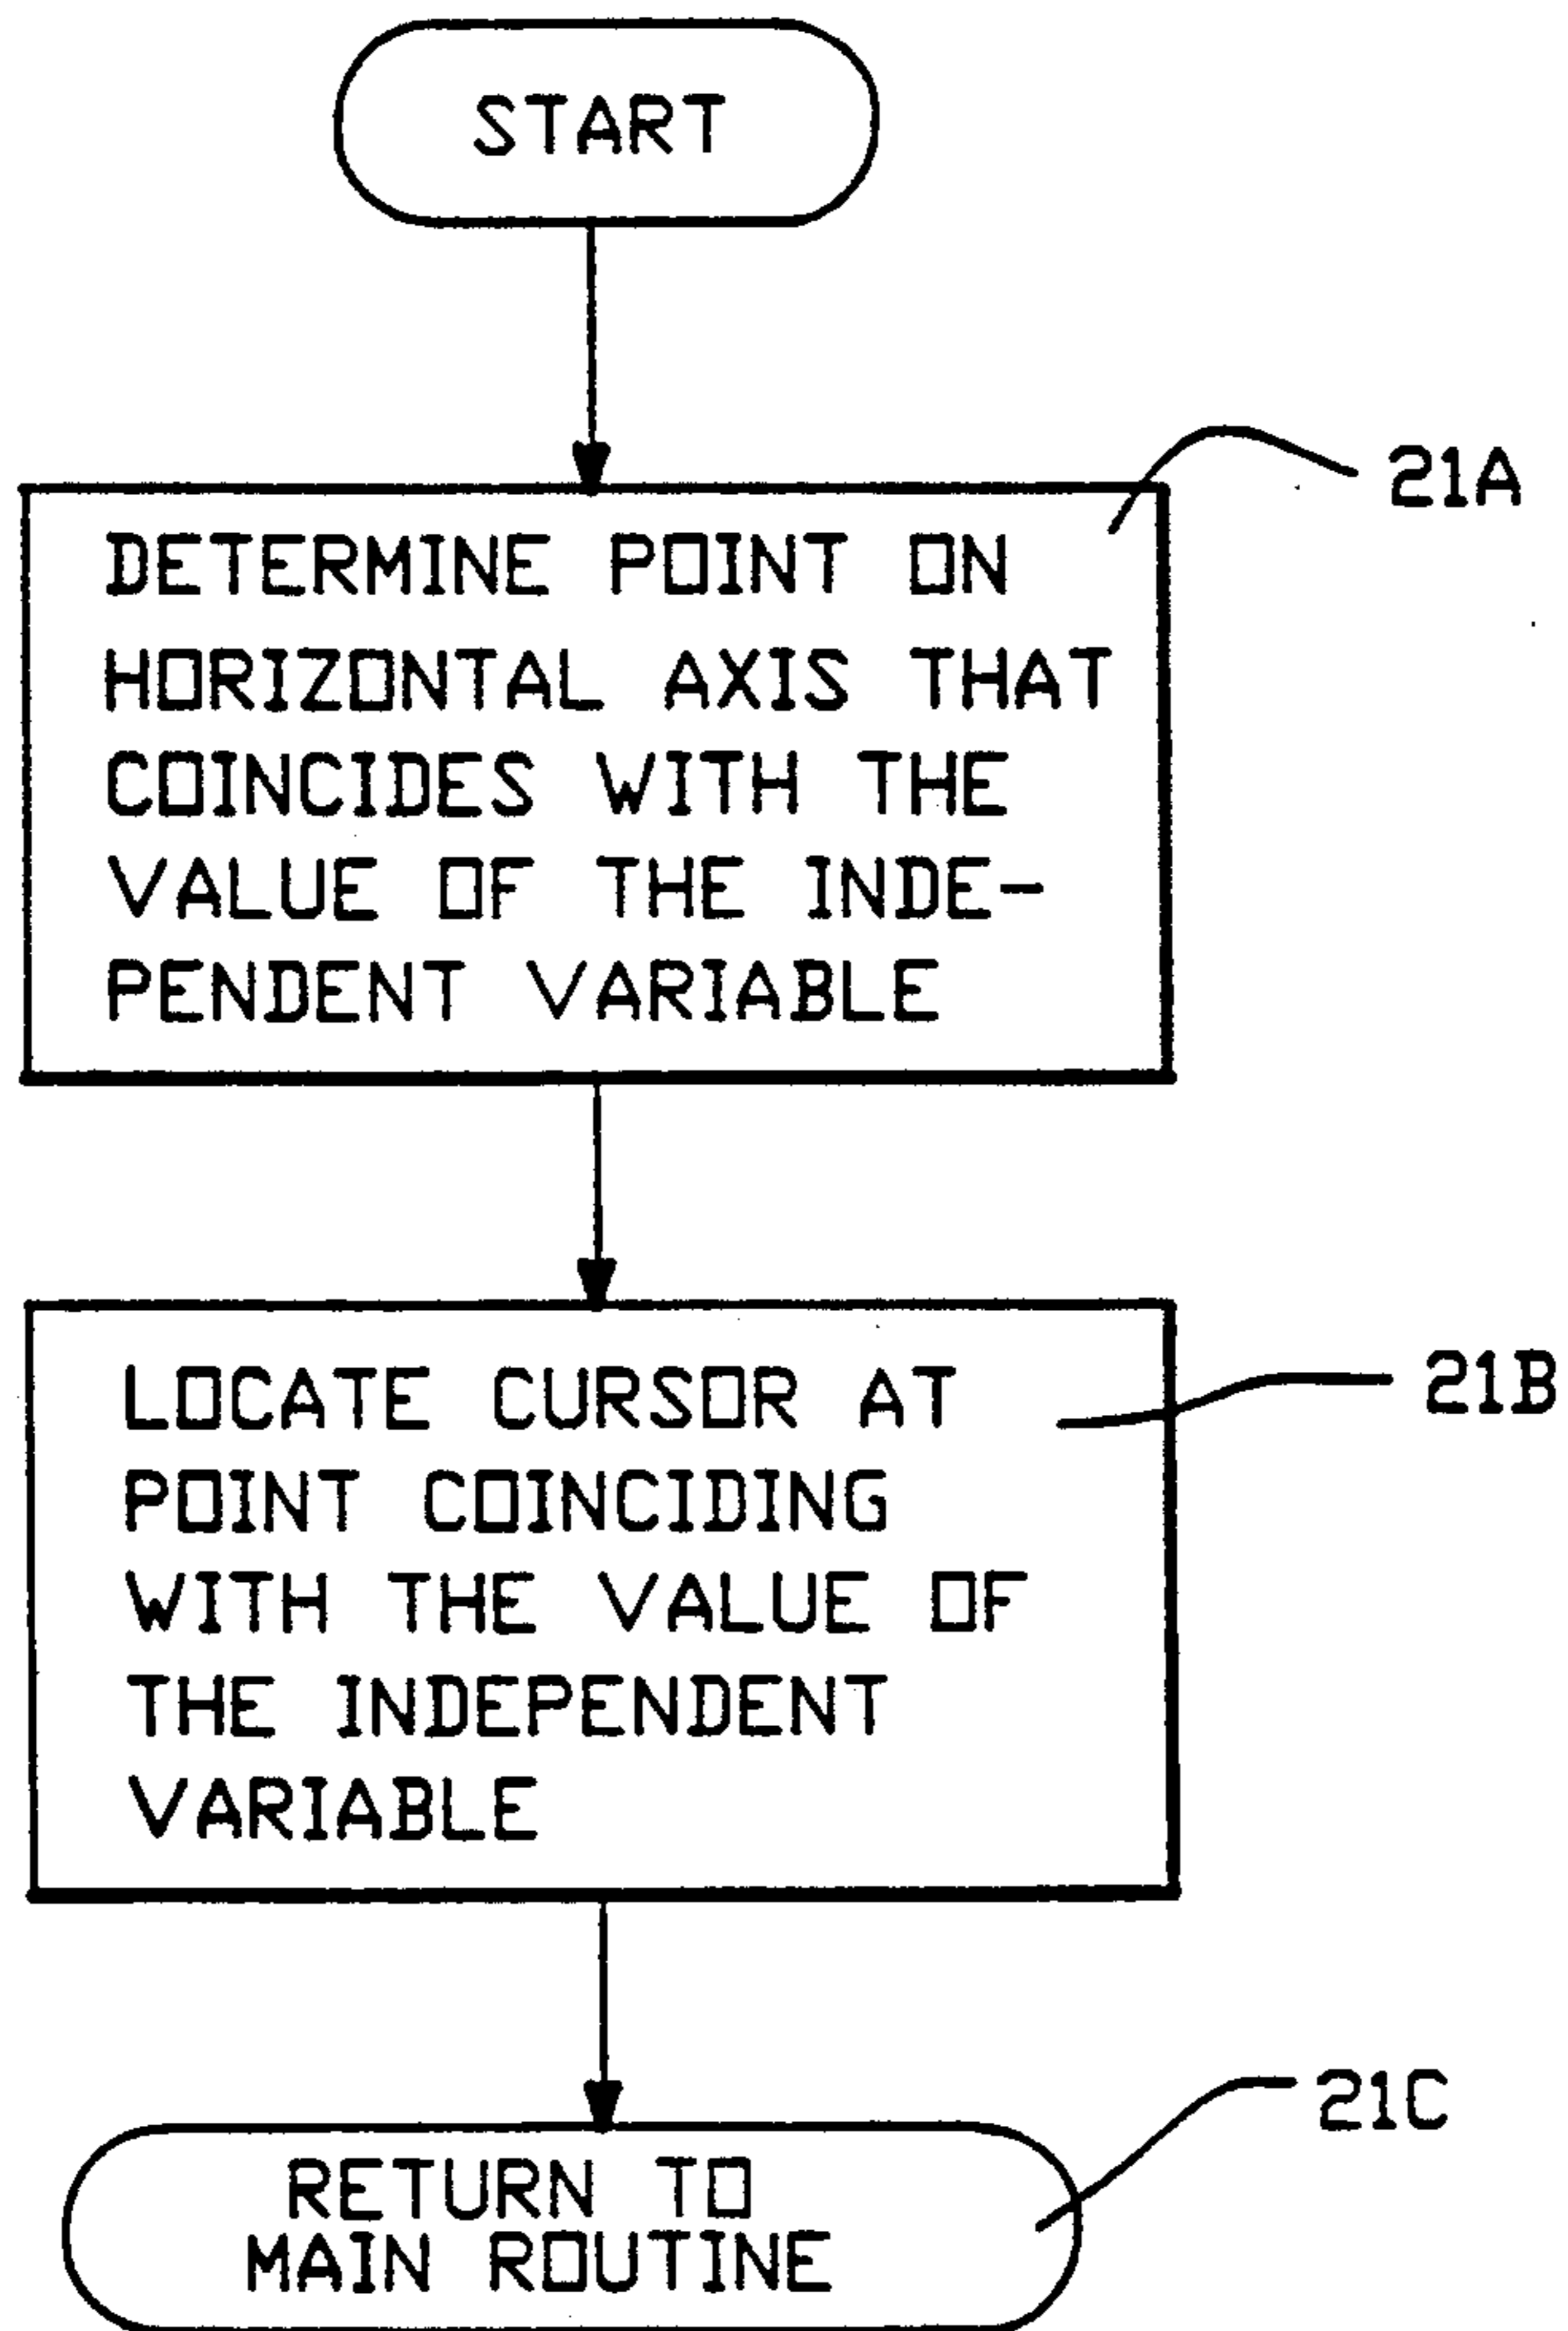 START
21A
DETERMINE POINT ON
HORIZONTAL AXIS THAT
COINCIDES WITH THE
VALUE OF THE INDE-
PENDENT VARIABLE
21B
LOCATE CURSOR AT
POINT COINCIDING
WITH THE VALUE OF
THE INDEPENDENT
VARIABLE
21C
RETURN TO
MAIN ROUTINE